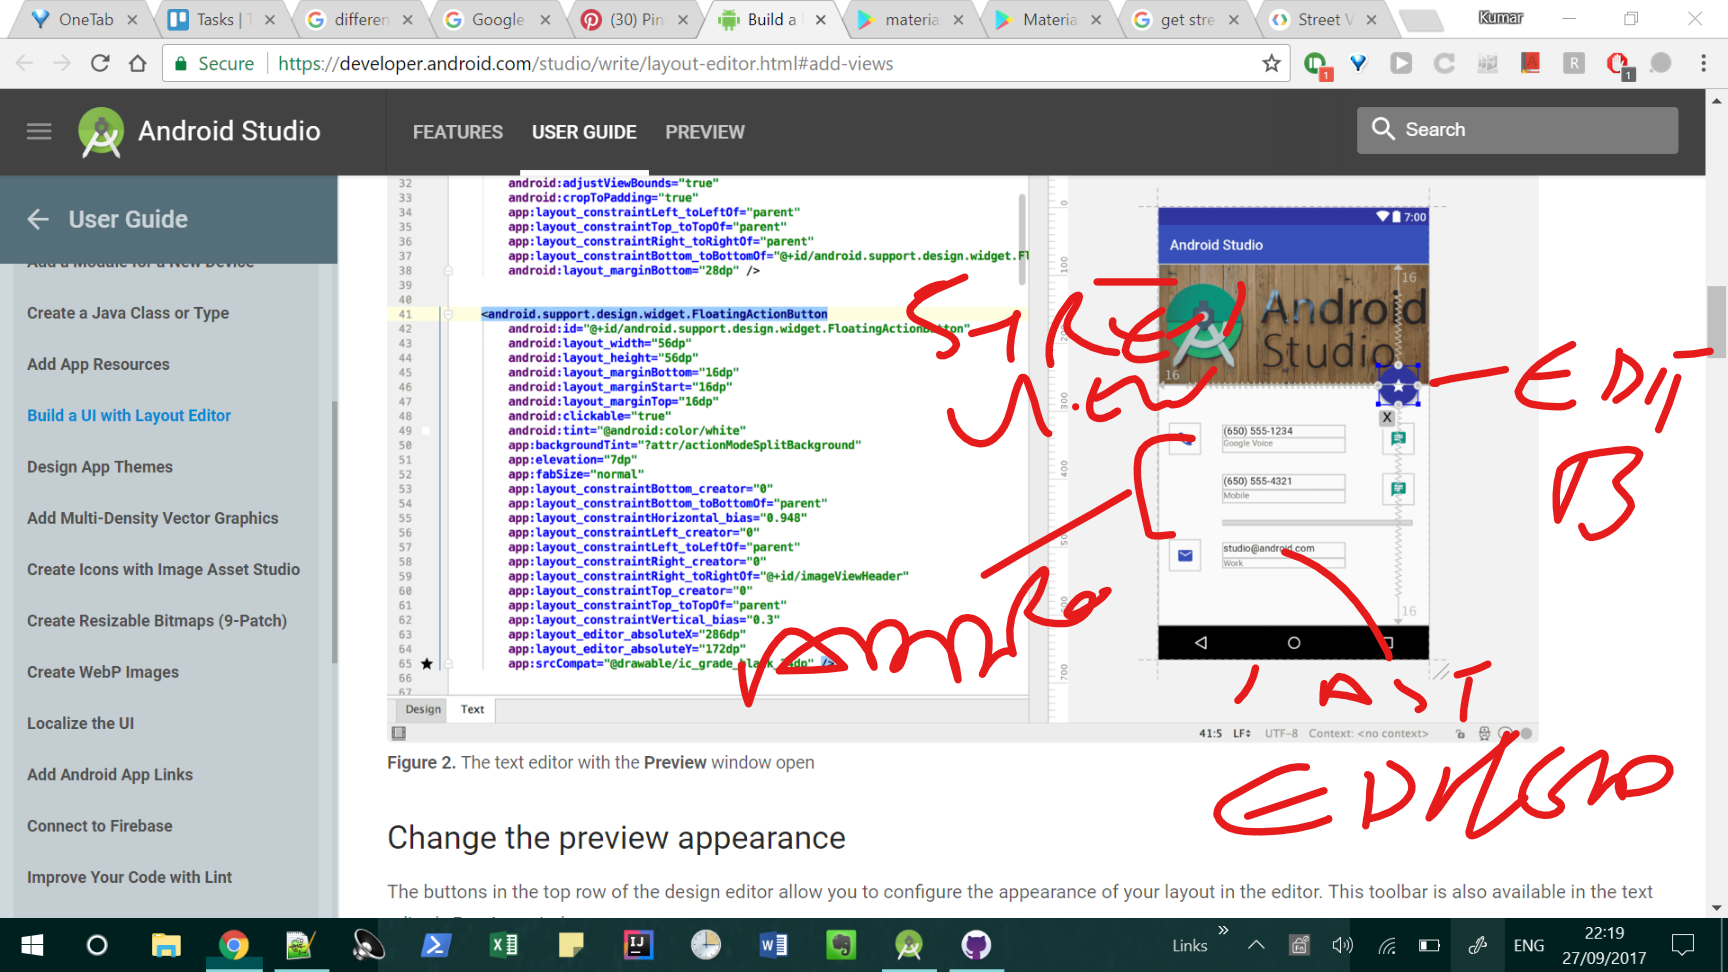 OneTab
Tasks | T
differen
Google
(30) Pin
Build a
materia
Materia
get stre
Street V
Kumar
Secure
https://developer.android.com/studio/write/layout-editor.html#add-views
1
1
Android Studio
FEATURES
USER GUIDE
PREVIEW
Search
User Guide
Add a Module for a New Device
Create a Java Class or Type
Add App Resources
Build a UI with Layout Editor
Design App Themes
Add Multi-Density Vector Graphics
Create Icons with Image Asset Studio
Create Resizable Bitmaps (9-Patch)
Create WebP Images
Localize the UI
Add Android App Links
Connect to Firebase
Improve Your Code with Lint
32 android:adjustViewBounds="true"
33 android:cropToPadding="true"
34 app:layout_constraintLeft_toLeftOf="parent"
35 app:layout_constraintTop_toTopOf="parent"
36 app:layout_constraintRight_toRightOf="parent"
37 app:layout_constraintBottom_toBottomOf="@+id/android.support.design.widget.Fl
38 android:layout_marginBottom="28dp" />
39
40
41 <android.support.design.widget.FloatingActionButton
42 android:id="@+id/android.support.design.widget.FloatingActionButton"
43 android:layout_width="56dp"
44 android:layout_height="56dp"
45 android:layout_marginBottom="16dp"
46 android:layout_marginStart="16dp"
47 android:layout_marginTop="16dp"
48 android:clickable="true"
49 android:tint="@android:color/white"
50 app:backgroundTint="?attr/actionModeSplitBackground"
51 app:elevation="7dp"
52 app:fabSize="normal"
53 app:layout_constraintBottom_creator="0"
54 app:layout_constraintBottom_toBottomOf="parent"
55 app:layout_constraintHorizontal_bias="0.948"
56 app:layout_constraintLeft_creator="0"
57 app:layout_constraintLeft_toLeftOf="parent"
58 app:layout_constraintRight_creator="0"
59 app:layout_constraintRight_toRightOf="@+id/imageViewHeader"
60 app:layout_constraintTop_creator="0"
61 app:layout_constraintTop_toTopOf="parent"
62 app:layout_constraintVertical_bias="0.3"
63 app:layout_editor_absoluteX="286dp"
64 app:layout_editor_absoluteY="172dp"
65 app:srcCompat="@drawable/ic_grade_black_24dp" />
66
67
Design
Text
0
100
200
300
400
700
7:00
Android Studio
16
Android
Studio
16
X
(650) 555-1234
Google Voice
(650) 555-4321
Mobile
studio@android.com
Work
16
EDIT
B
LAST
41:5 LF÷ UTF-8 Context: <no context>
Figure 2. The text editor with the Preview window open
Change the preview appearance
The buttons in the top row of the design editor allow you to configure the appearance of your layout in the editor. This toolbar is also available in the text
Links
ENG
22:19
27/09/2017